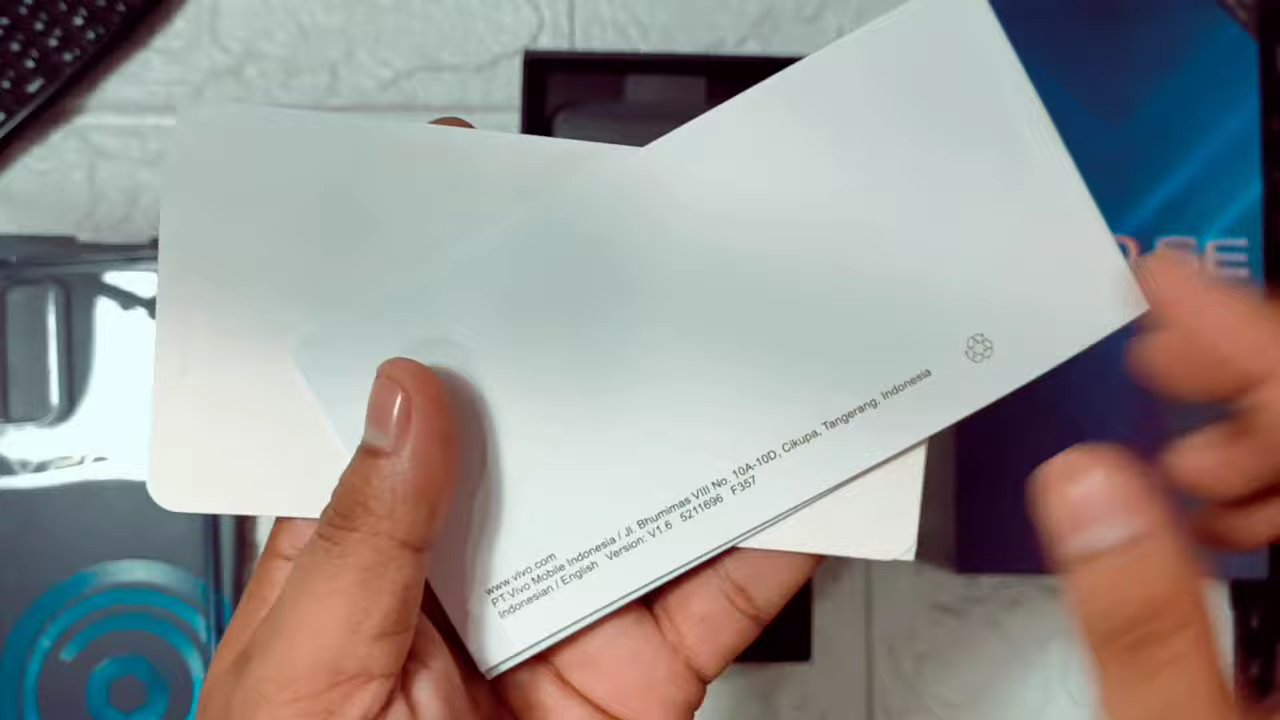 www.vivo.com
PT.Vivo Mobile Indonesia / Jl. Bhumimas VIII No. 10A-10D, Cikupa, Tangerang, Indonesia
Indonesian / English Version: V1.6 5211696 F357
SE